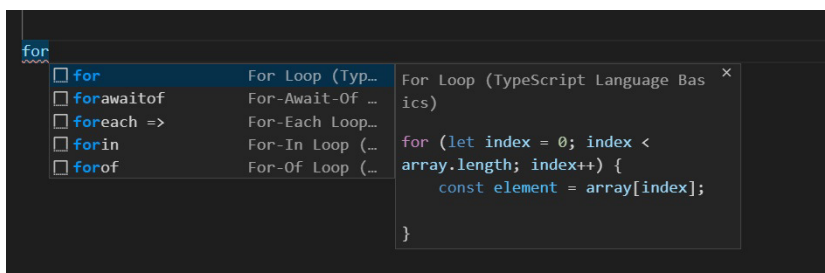 for
for For Loop (Typ…
forawaitof For-Await-Of …
foreach => For-Each Loop…
forin For-In Loop (…
forof For-Of Loop (…
For Loop (TypeScript Language Bas
ics)
×
for (let index = 0; index <
array.length; index++) {
    const element = array[index];
}